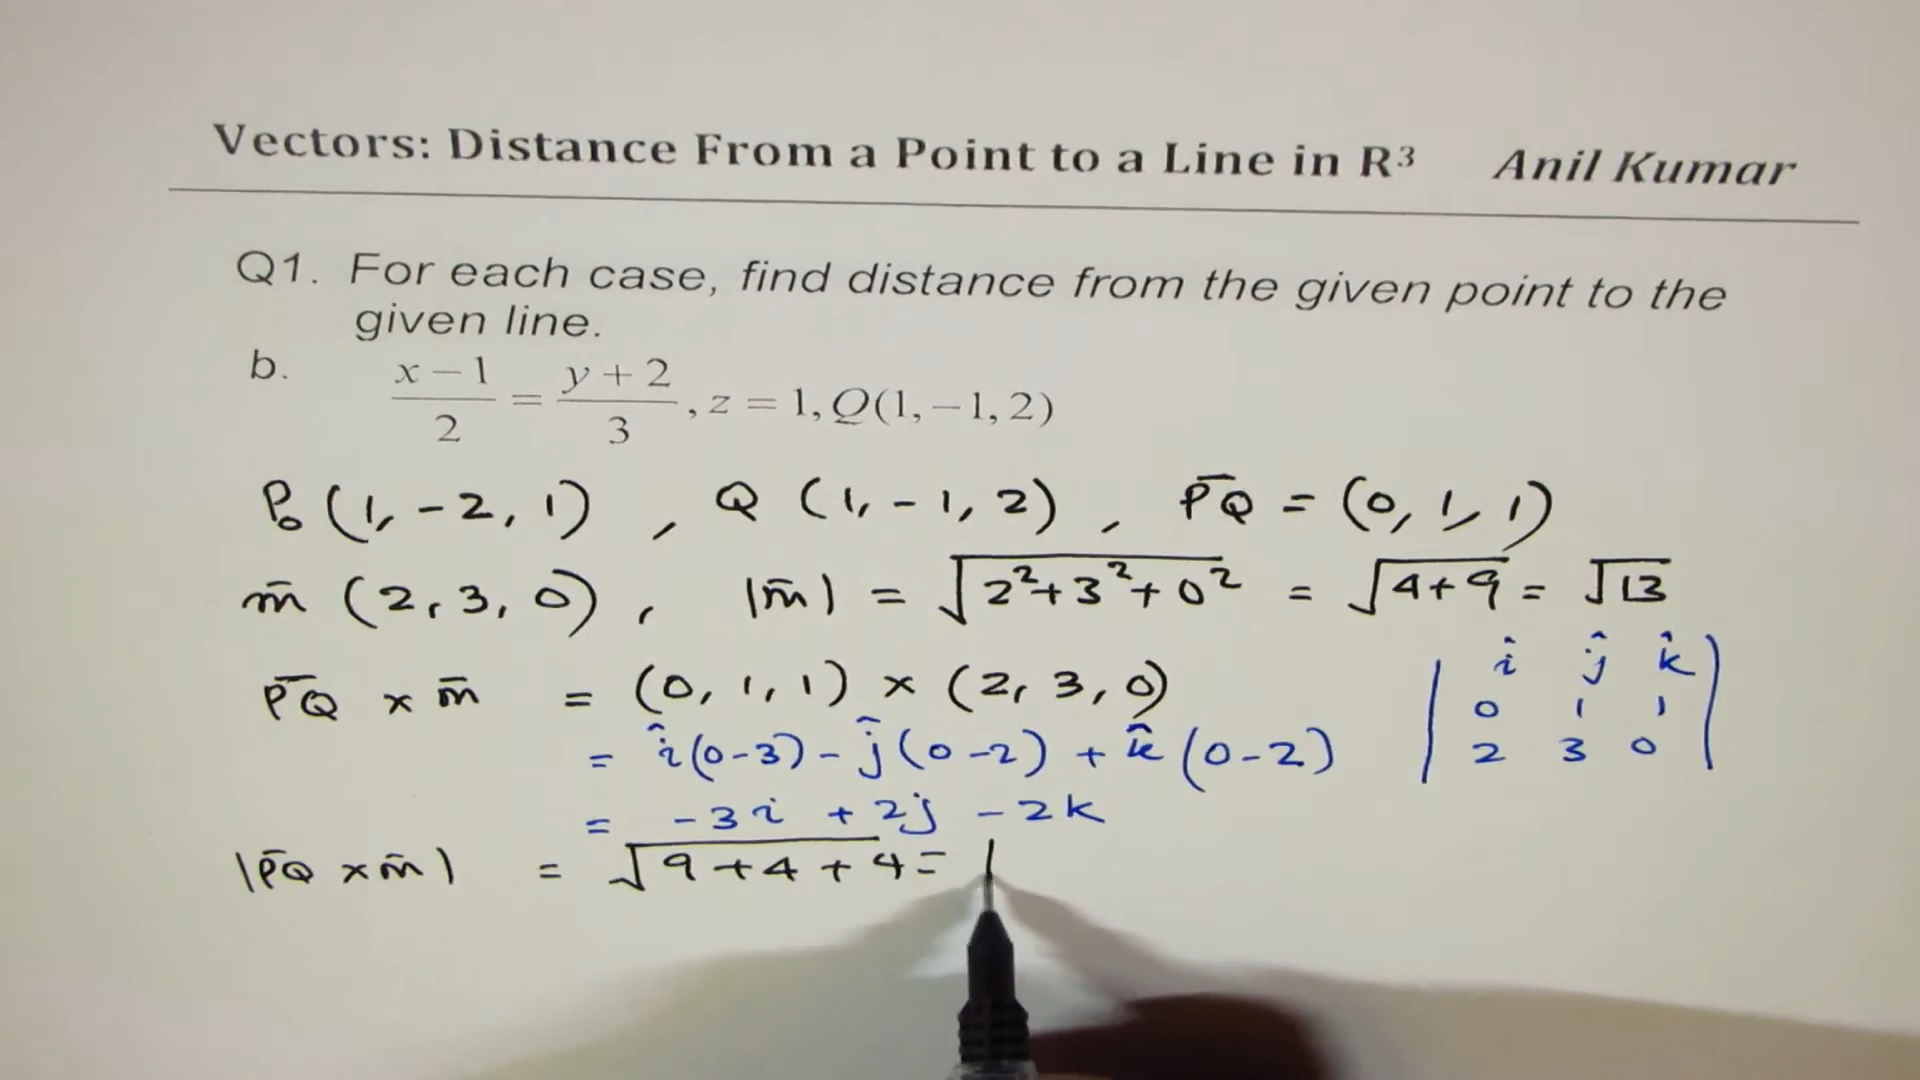 Vectors: Distance From a Point to a Line in R³ Anil Kumar
Q1. For each case, find distance from the given point to the
given line.
b. (x − 1)/2 = (y + 2)/3, z = 1, Q(1, −1, 2)
P₀ (1, -2, 1) , Q (1, -1, 2) , P̄Q = (0, 1, 1)
m̄ (2, 3, 0) , |m̄| = √(2²+3²+0²) = √(4+9) = √13
P̄Q × m̄ = (0, 1, 1) × (2, 3, 0)
î ĵ k̂
0 1 1
2 3 0
= î(0-3) - ĵ(0-2) + k̂(0-2)
= -3i + 2j - 2k
|P̄Q × m̄| = √(9+4+4) =